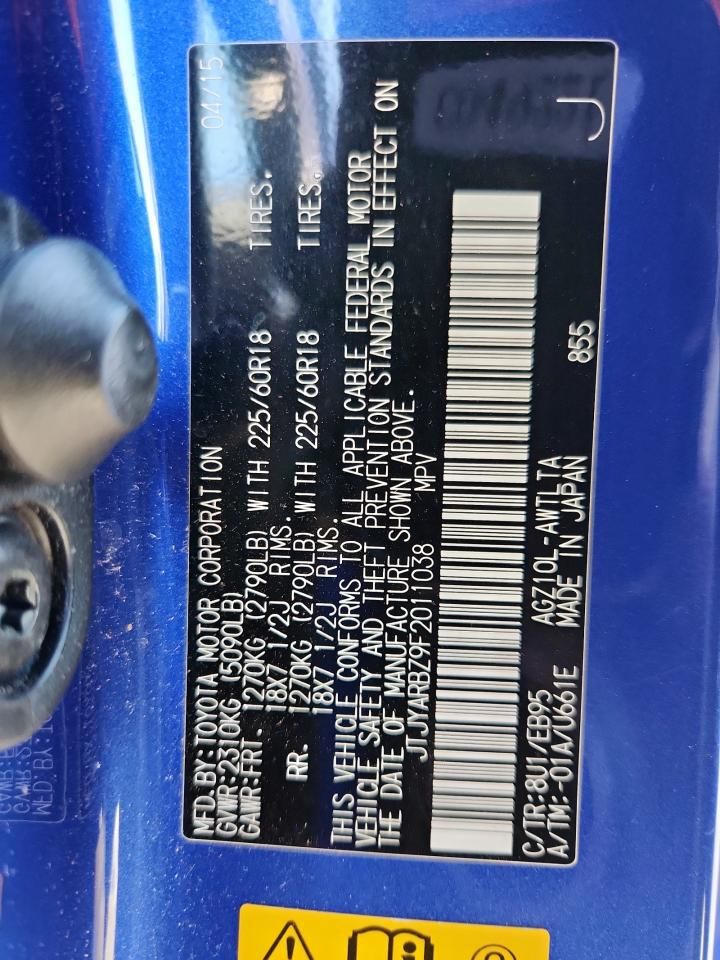 MFD.BY:TOYOTA MOTOR CORPORATION 04/15
GVWR:2310KG (5090LB)
GAWR:FRT. 1270KG (2790LB) WITH 225/60R18 TIRES.
18X7 1/2J RIMS.
RR. 1270KG (2790LB) WITH 225/60R18 TIRES.
18X7 1/2J RIMS.
THIS VEHICLE CONFORMS TO ALL APPLICABLE FEDERAL MOTOR
VEHICLE SAFETY AND THEFT PREVENTION STANDARDS IN EFFECT ON
THE DATE OF MANUFACTURE SHOWN ABOVE.
JTJYARBZ9F2011038 MPV
C/TR:8U1/EB95 AGZ10L-AWTLTA 855
A/TM:-01A/U661E MADE IN JAPAN
J